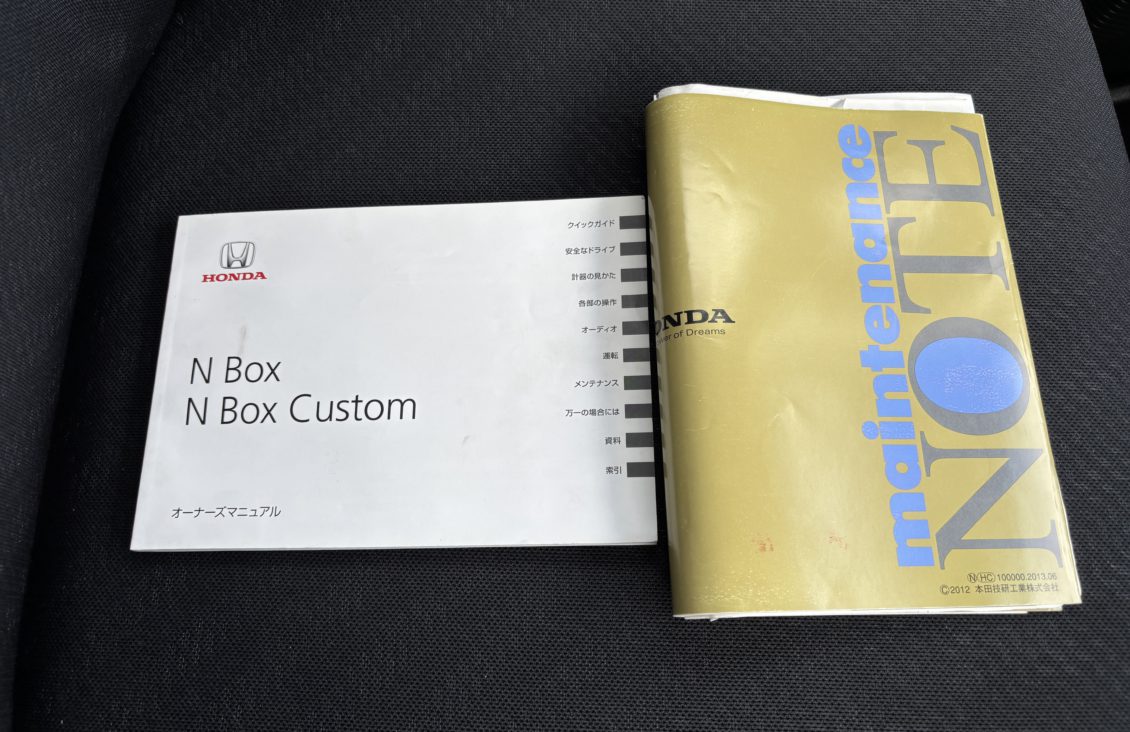 HONDA
N Box
N Box Custom
オーナーズマニュアル
クイックガイド
安全なドライブ
計器の見かた
各部の操作
オーディオ
運転
メンテナンス
万一の場合には
資料
索引
maintenance
NOTE
ONDA
of Dreams
N HC 100000.2013.06
©2012 本田技研工業株式会社